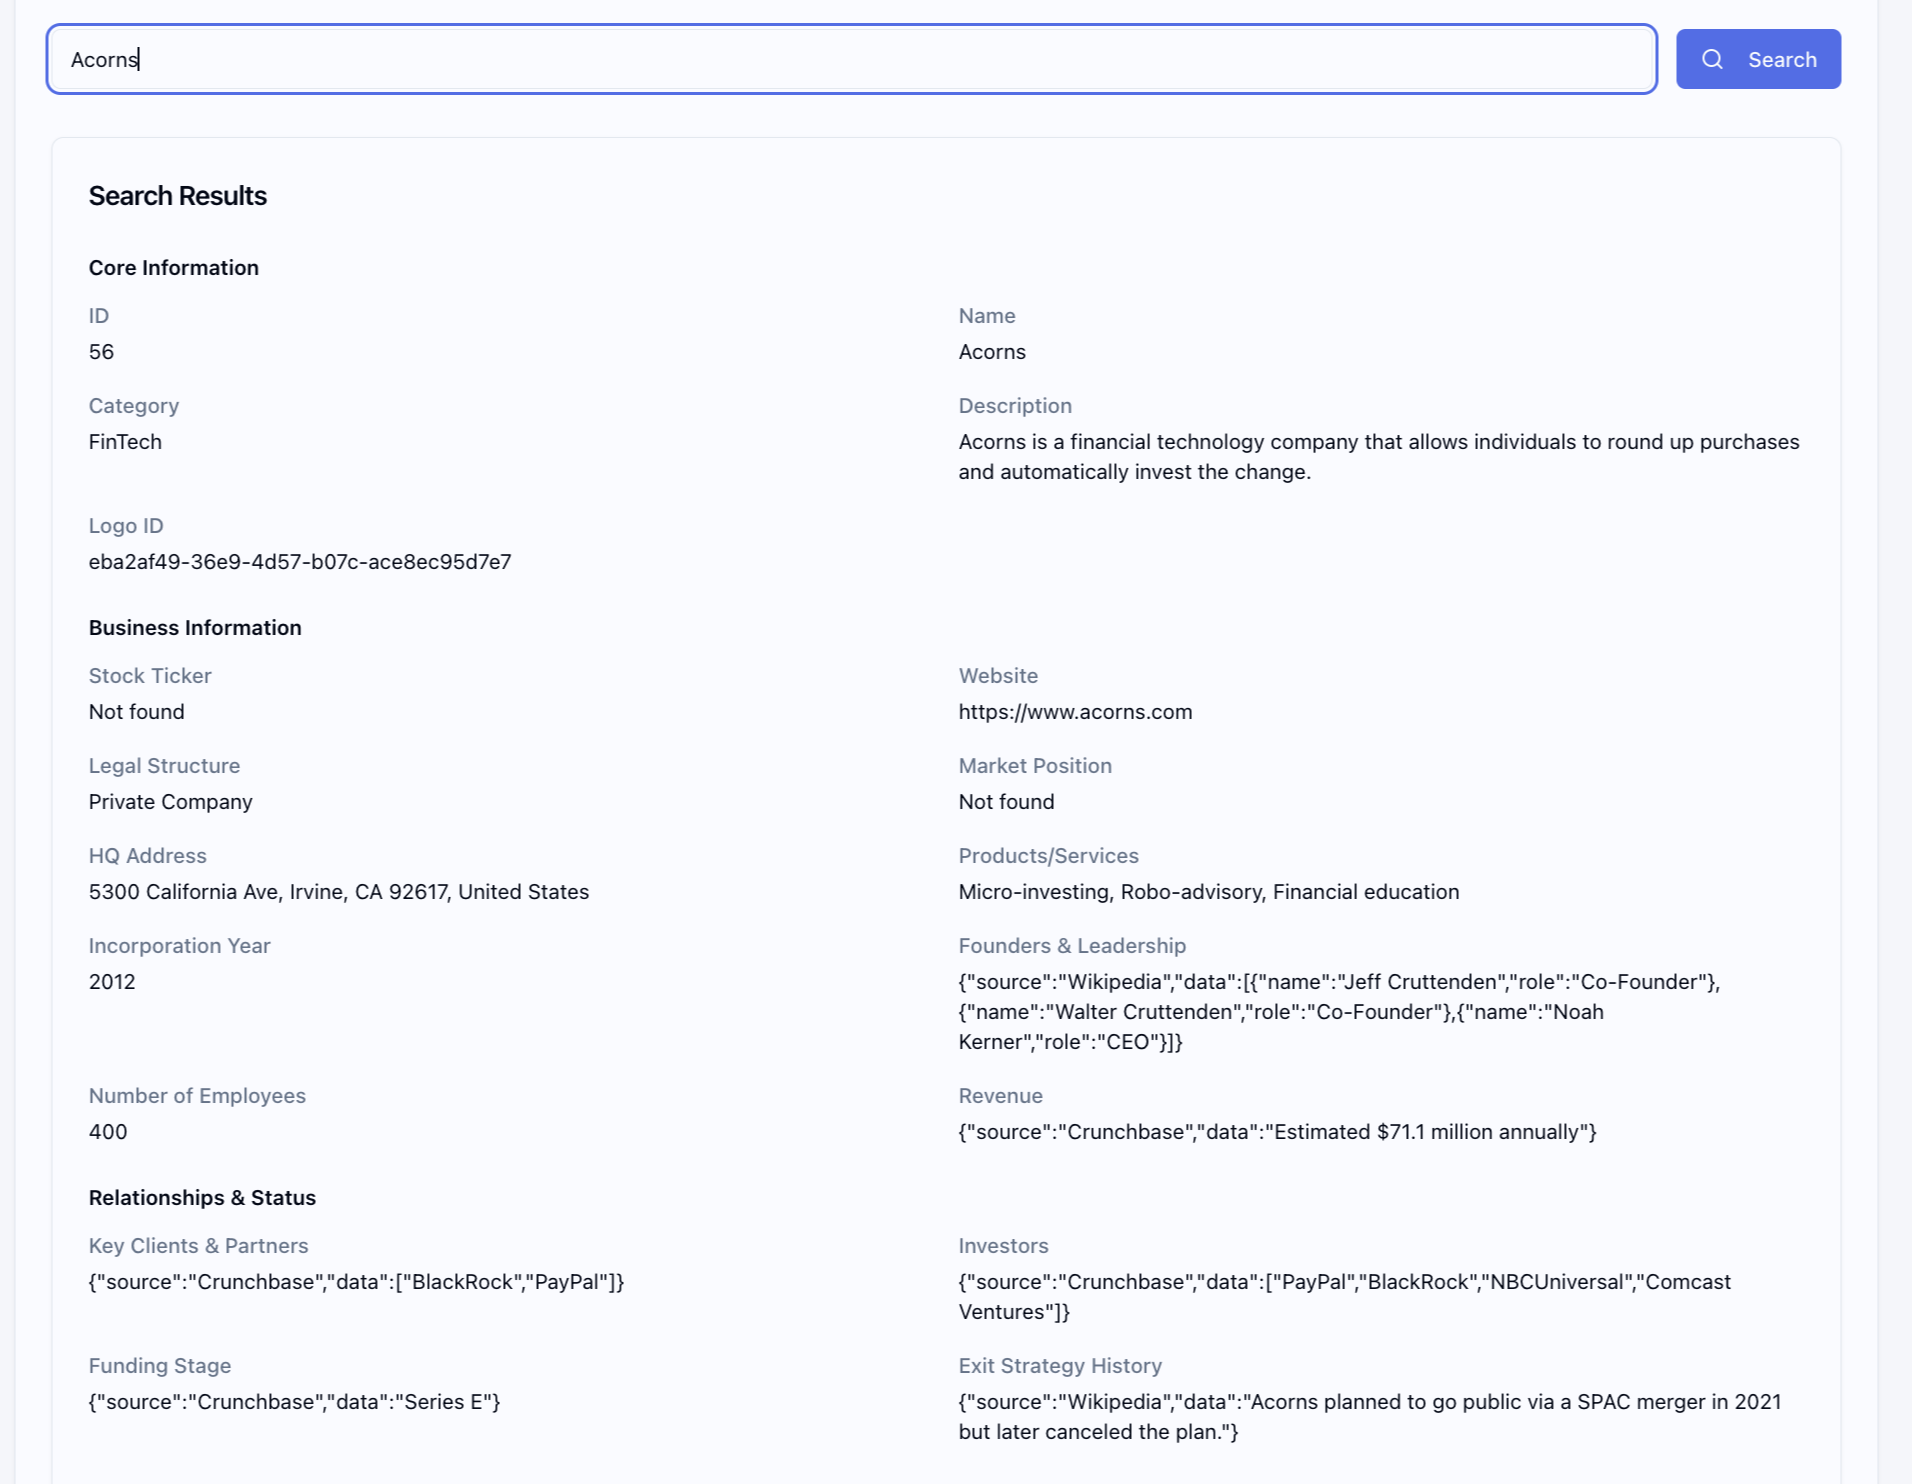 Acorns
Search
Search Results
Core Information
ID
56
Name
Acorns
Category
FinTech
Description
Acorns is a financial technology company that allows individuals to round up purchases
and automatically invest the change.
Logo ID
eba2af49-36e9-4d57-b07c-ace8ec95d7e7
Business Information
Stock Ticker
Not found
Website
https://www.acorns.com
Legal Structure
Private Company
Market Position
Not found
HQ Address
5300 California Ave, Irvine, CA 92617, United States
Products/Services
Micro-investing, Robo-advisory, Financial education
Incorporation Year
2012
Founders & Leadership
{"source":"Wikipedia","data":[{"name":"Jeff Cruttenden","role":"Co-Founder"},
{"name":"Walter Cruttenden","role":"Co-Founder"},{"name":"Noah
Kerner","role":"CEO"}]}
Number of Employees
400
Revenue
{"source":"Crunchbase","data":"Estimated $71.1 million annually"}
Relationships & Status
Key Clients & Partners
{"source":"Crunchbase","data":["BlackRock","PayPal"]}
Investors
{"source":"Crunchbase","data":["PayPal","BlackRock","NBCUniversal","Comcast
Ventures"]}
Funding Stage
{"source":"Crunchbase","data":"Series E"}
Exit Strategy History
{"source":"Wikipedia","data":"Acorns planned to go public via a SPAC merger in 2021
but later canceled the plan."}